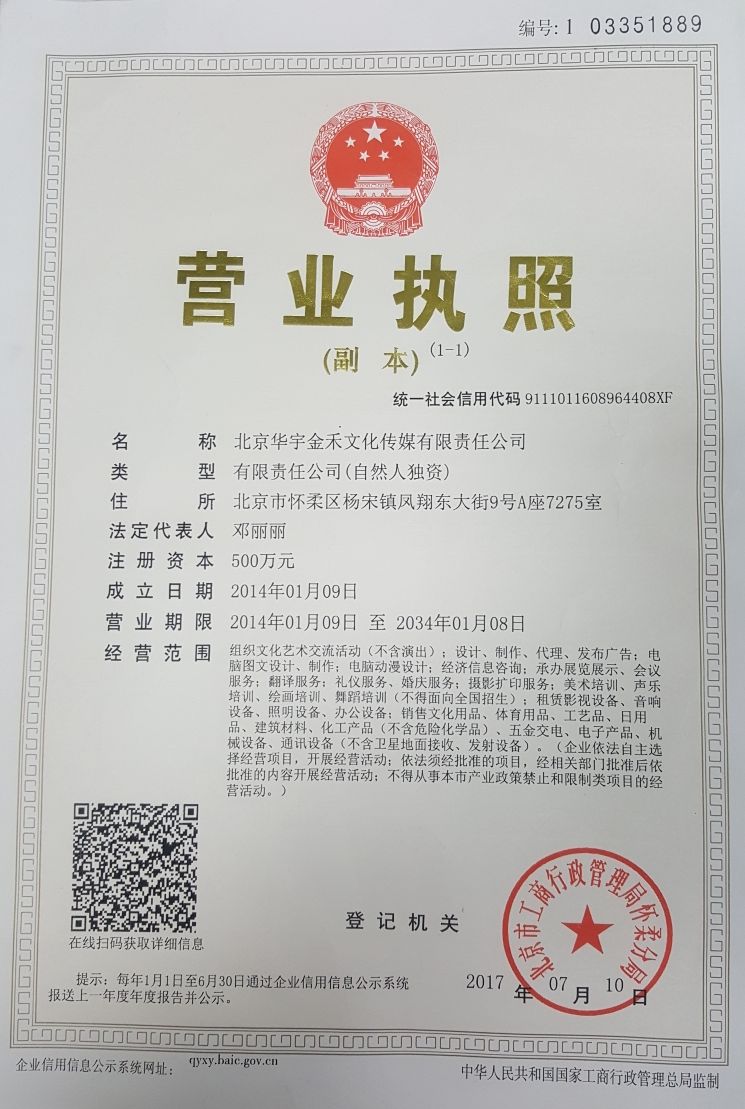 编号: 1 03351889
营业执照
(副 本) (1-1)
统一社会信用代码 9111011608964408XF
名 称 北京华宇金禾文化传媒有限责任公司
类 型 有限责任公司(自然人独资)
住 所 北京市怀柔区杨宋镇凤翔东大街9号A座7275室
法定代表人 邓丽丽
注 册 资 本 500万元
成 立 日 期 2014年01月09日
营 业 期 限 2014年01月09日 至 2034年01月08日
经 营 范 围 组织文化艺术交流活动（不含演出）；设计、制作、代理、发布广告；电
脑图文设计、制作；电脑动漫设计；经济信息咨询；承办展览展示、会议
服务；翻译服务；礼仪服务、婚庆服务；摄影扩印服务；美术培训、声乐
培训、绘画培训、舞蹈培训（不得面向全国招生）；租赁影视设备、音响
设备、照明设备、办公设备；销售文化用品、体育用品、工艺品、日用
品、建筑材料、化工产品（不含危险化学品）、五金交电、电子产品、机
械设备、通讯设备（不含卫星地面接收、发射设备）。（企业依法自主选
择经营项目，开展经营活动；依法须经批准的项目，经相关部门批准后依
批准的内容开展经营活动；不得从事本市产业政策禁止和限制类项目的经
营活动。）
在线扫码获取详细信息
登 记 机 关
北京市工商行政管理局怀柔分局
2017 年 07 月 10 日
提示：每年1月1日至6月30日通过企业信用信息公示系统
报送上一年度年度报告并公示。
企业信用信息公示系统网址： qyxy.baic.gov.cn
中华人民共和国国家工商行政管理总局监制